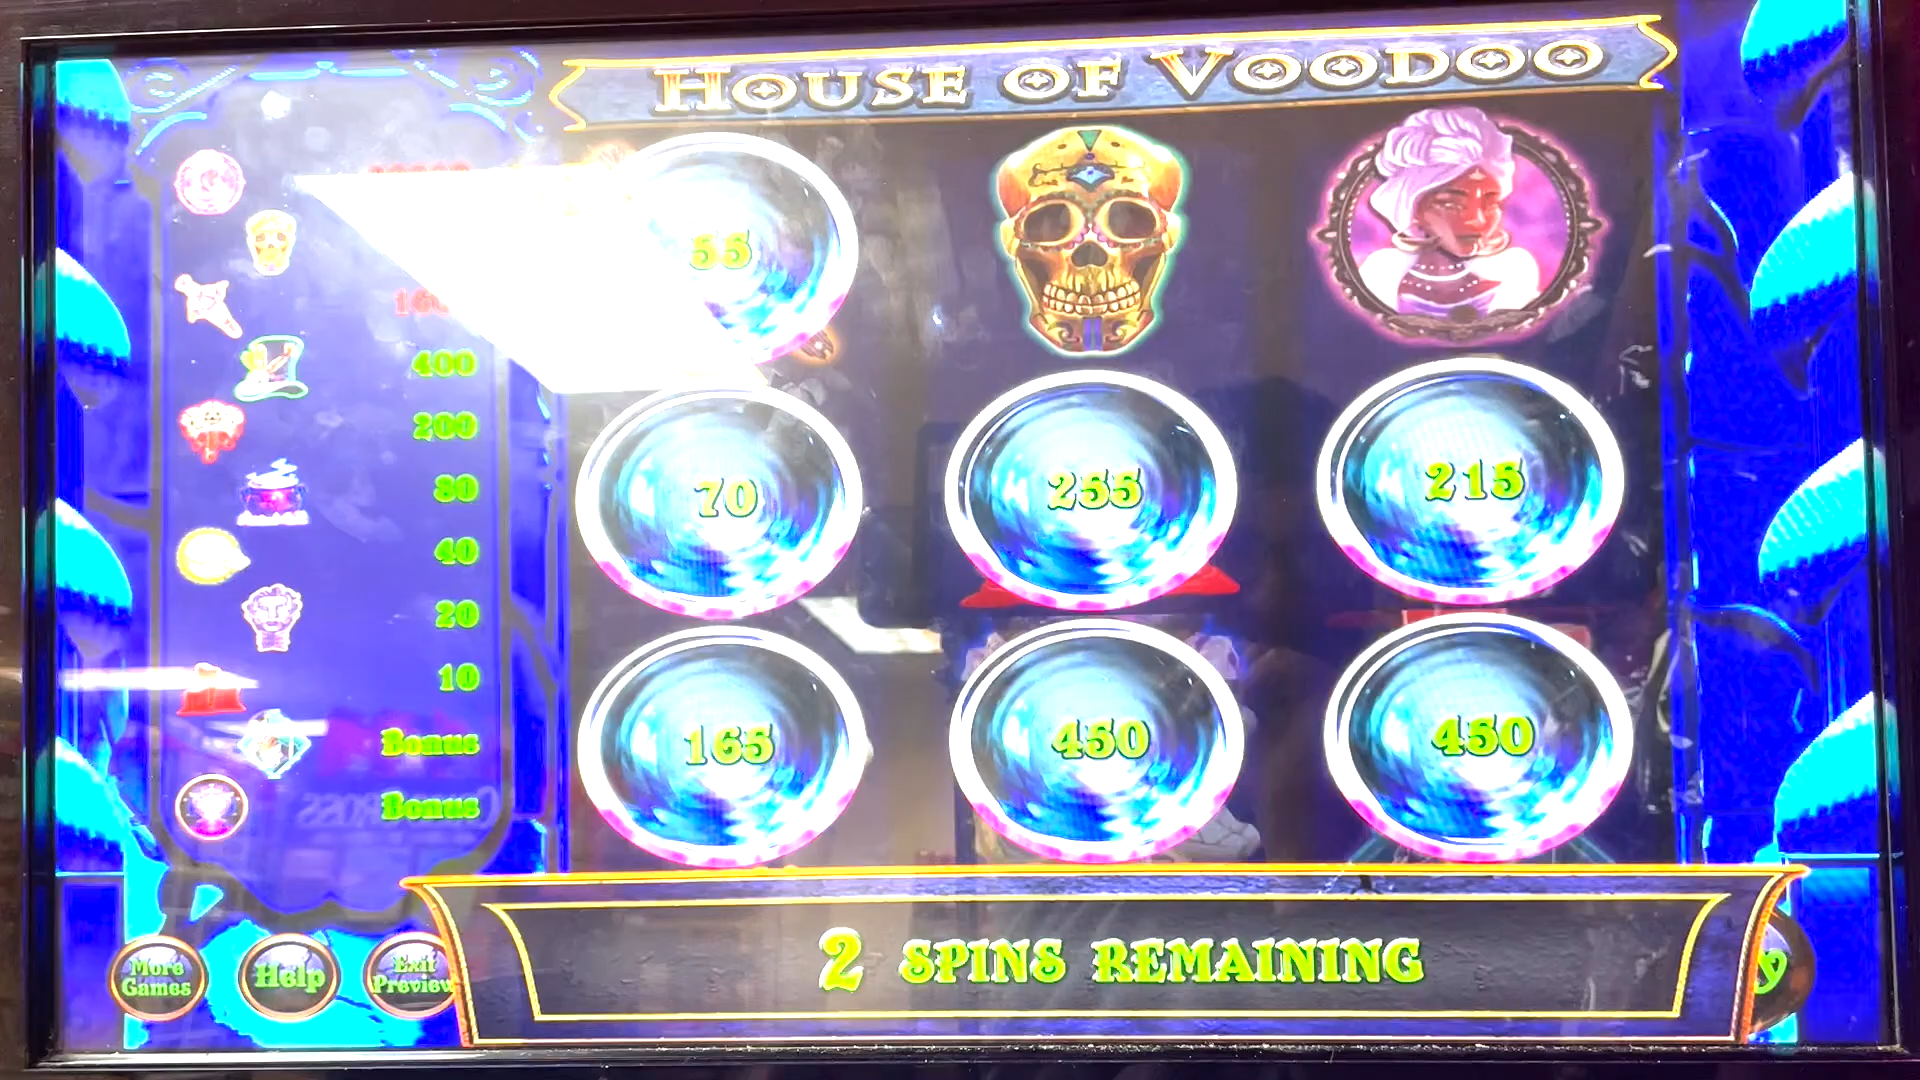 HOUSE OF VOODOO
55
400
200
70
255
215
80
40
20
10
165
450
450
Bonus
Bonus
More Games
Help
Exit Preview
2 SPINS REMAINING